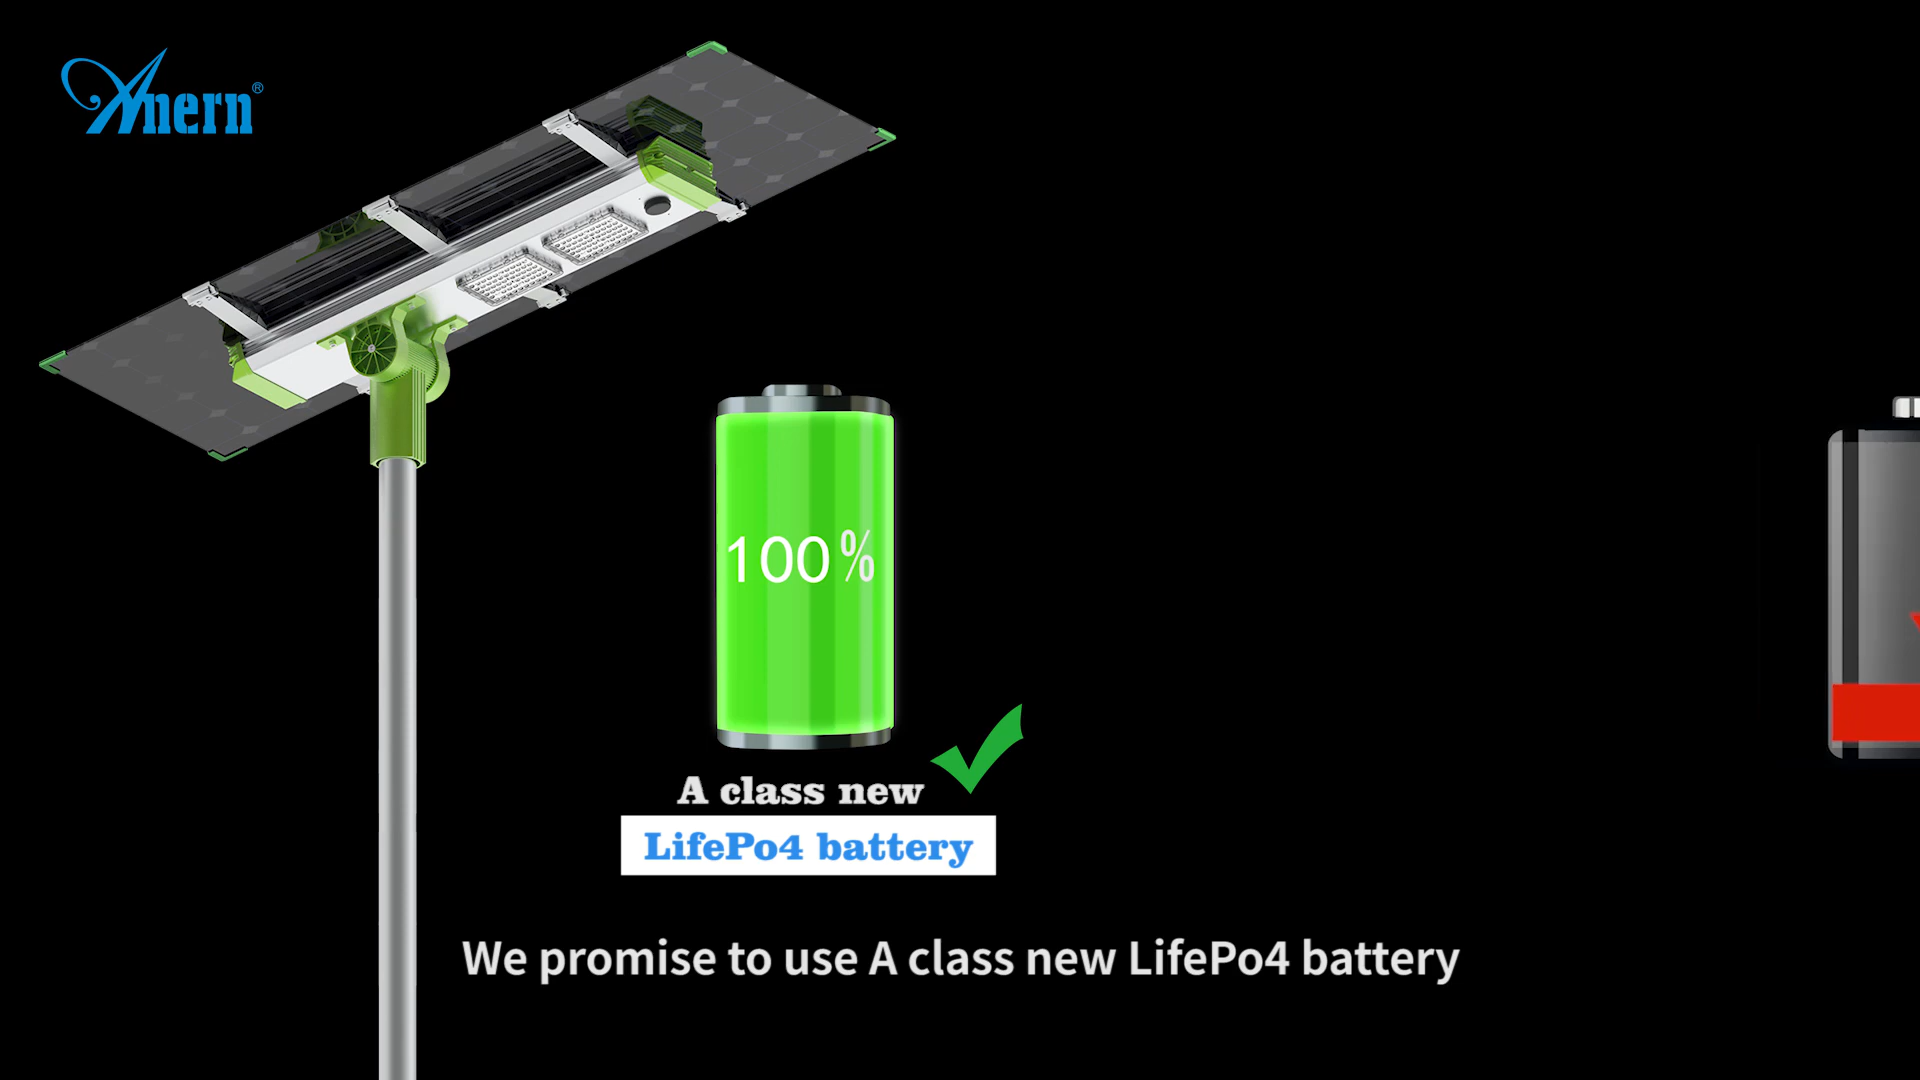 Anern®
100%
A class new
LifePo4 battery
We promise to use A class new LifePo4 battery